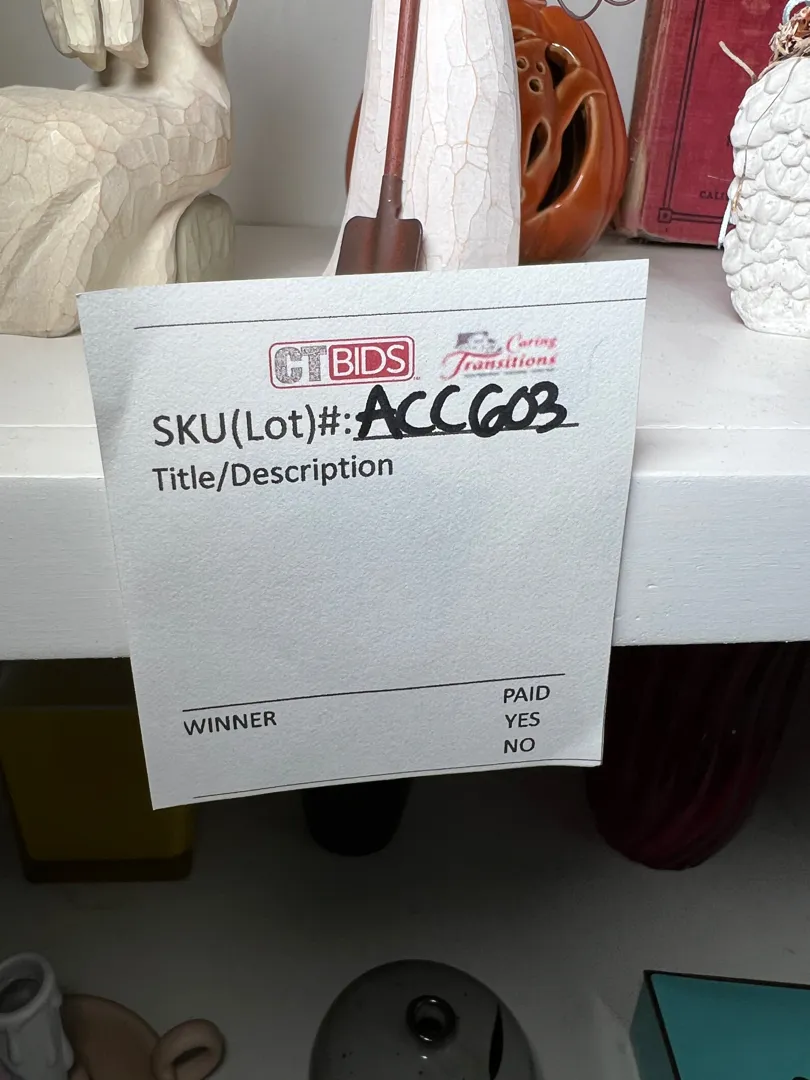 CTBIDS
Caring
Transitions
SKU(Lot)#: ACC603
Title/Description
WINNER
PAID
YES
NO